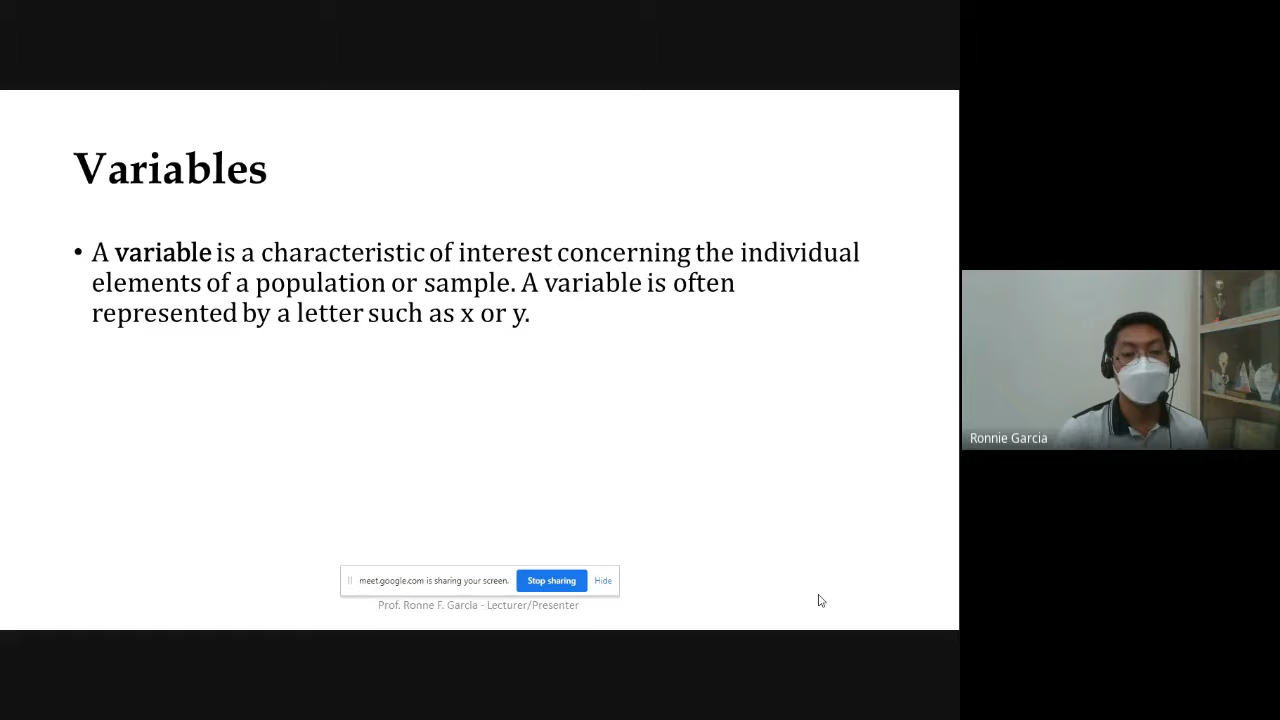 Variables
• A variable is a characteristic of interest concerning the individual
elements of a population or sample. A variable is often
represented by a letter such as x or y.
Ronnie Garcia
meet.google.com is sharing your screen.
Stop sharing
Hide
Prof. Ronne F. Garcia - Lecturer/Presenter